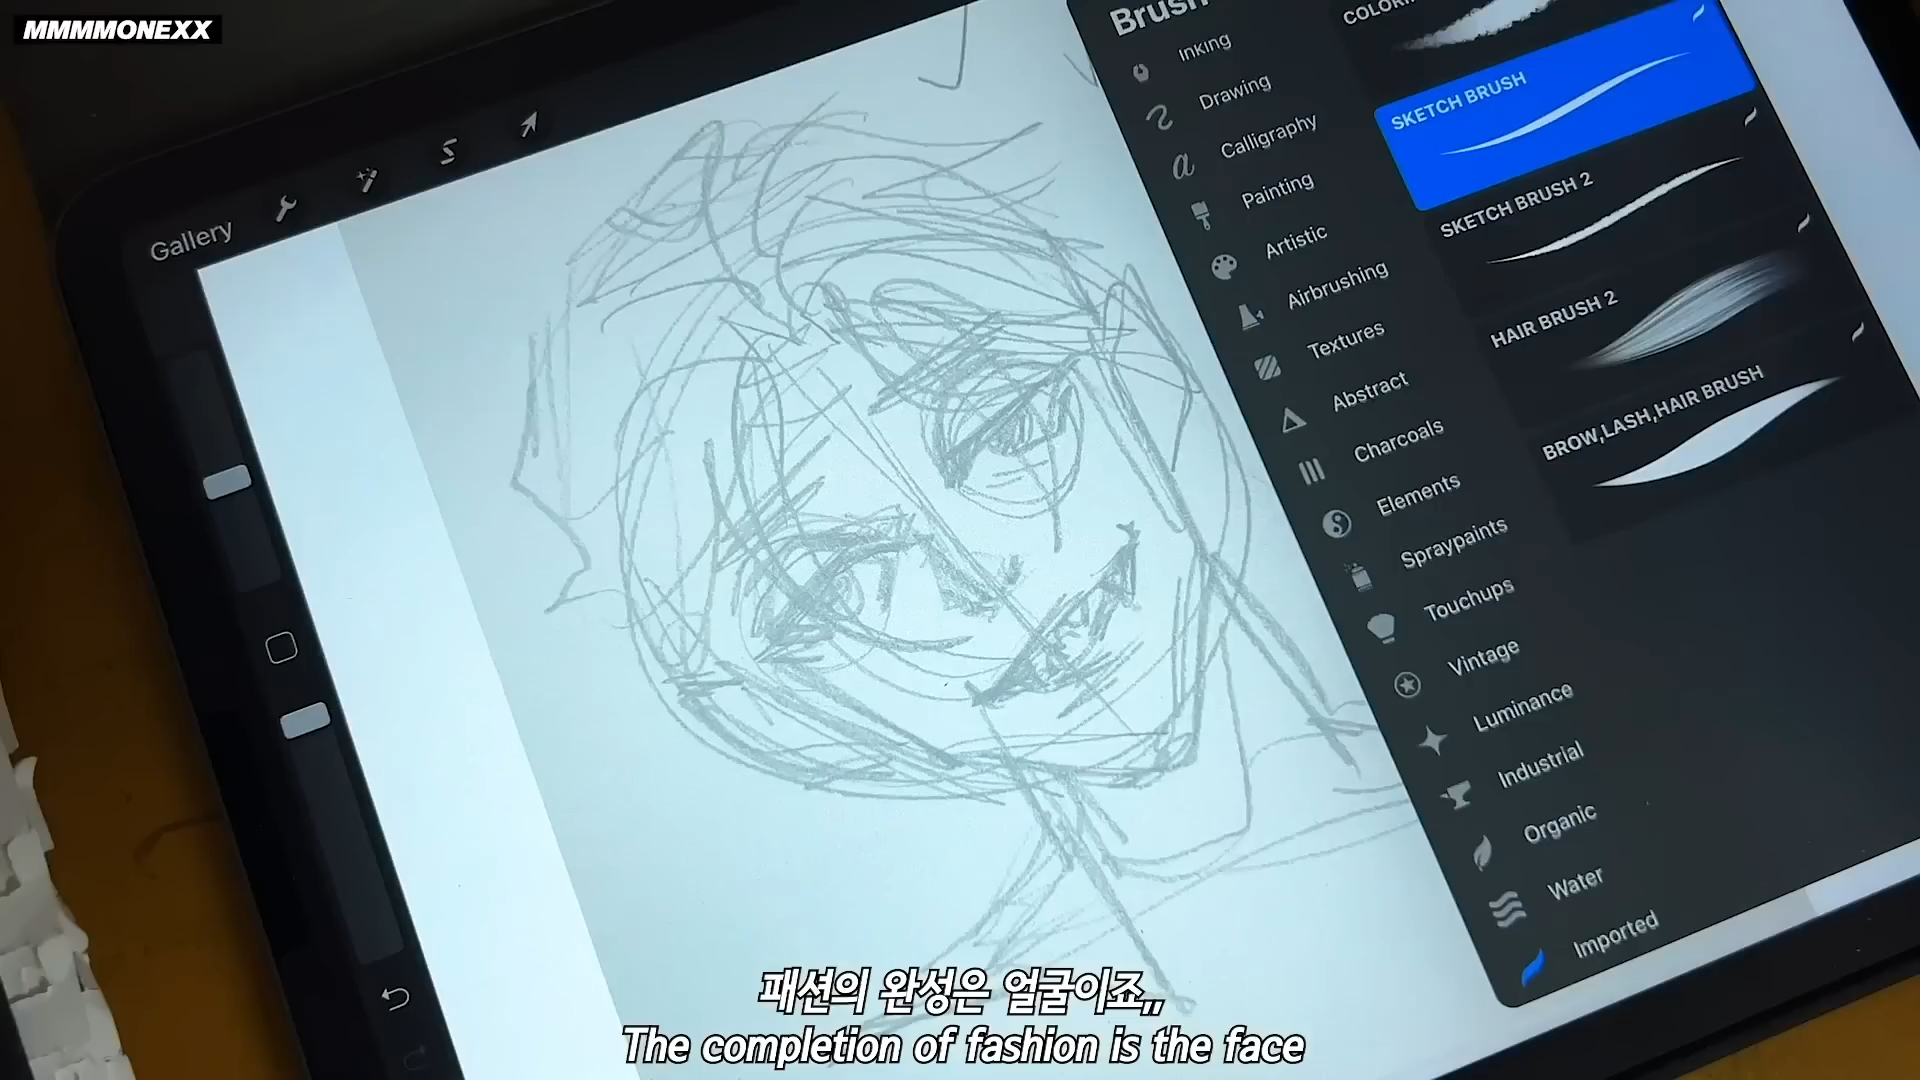 MMMMONEXX
Gallery
Brush
Inking
Drawing
Calligraphy
Painting
Artistic
Airbrushing
Textures
Abstract
Charcoals
Elements
Spraypaints
Touchups
Vintage
Luminance
Industrial
Organic
Water
Imported
SKETCH BRUSH
SKETCH BRUSH 2
HAIR BRUSH 2
BROW,LASH,HAIR BRUSH
패션의 완성은 얼굴이죠,,
The completion of fashion is the face